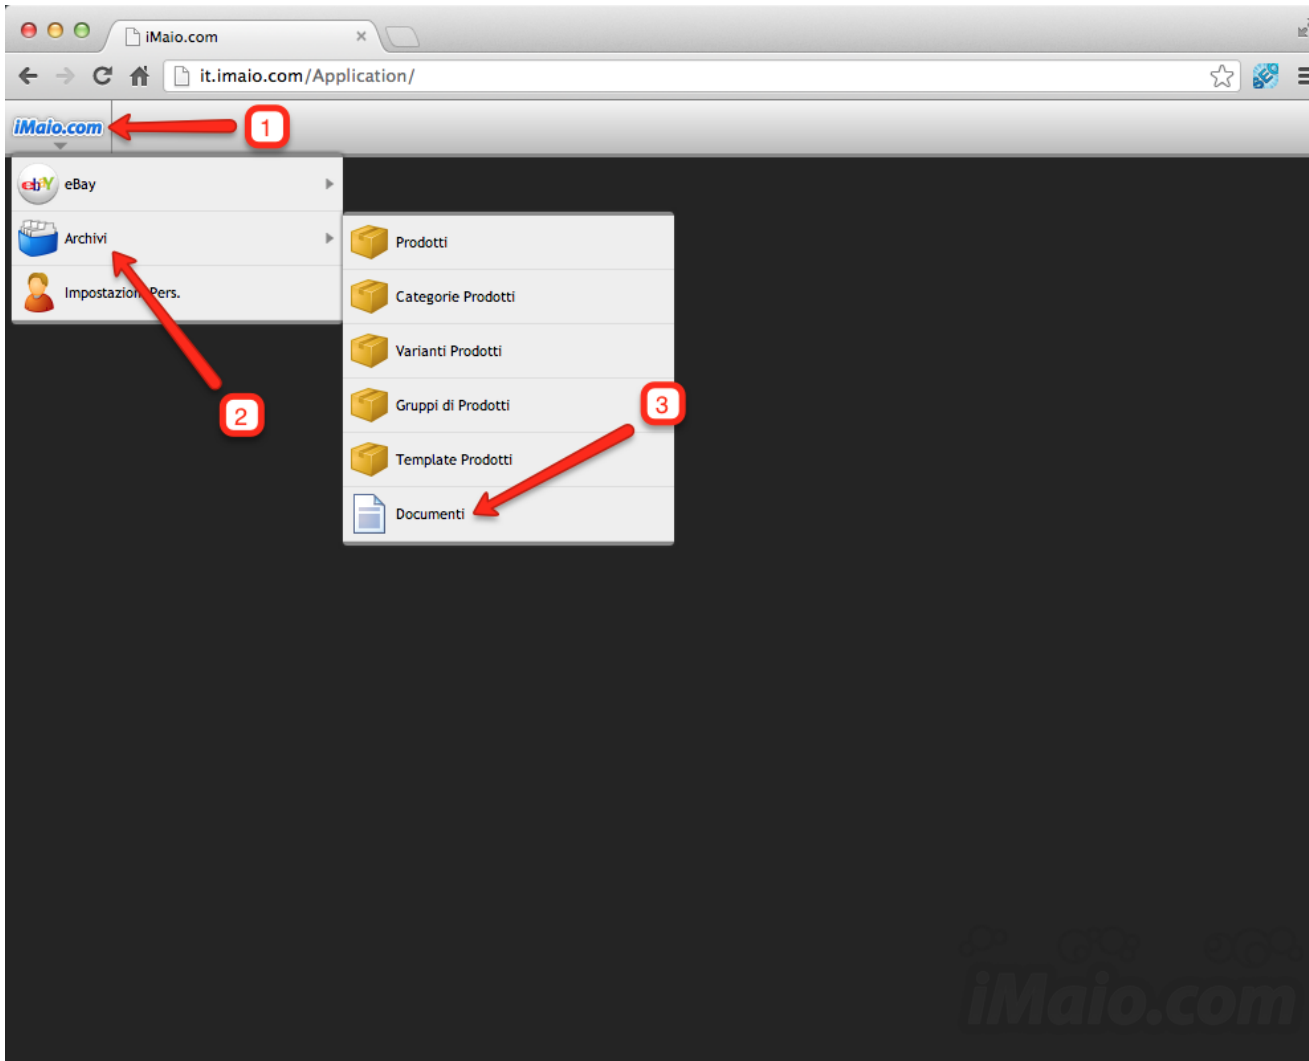 iMaio.com
it.imaio.com/Application/
iMaio.com
1
ebay
eBay
Archivi
Impostazioni Pers.
2
Prodotti
Categorie Prodotti
Varianti Prodotti
Gruppi di Prodotti
3
Template Prodotti
Documenti
iMaio.com